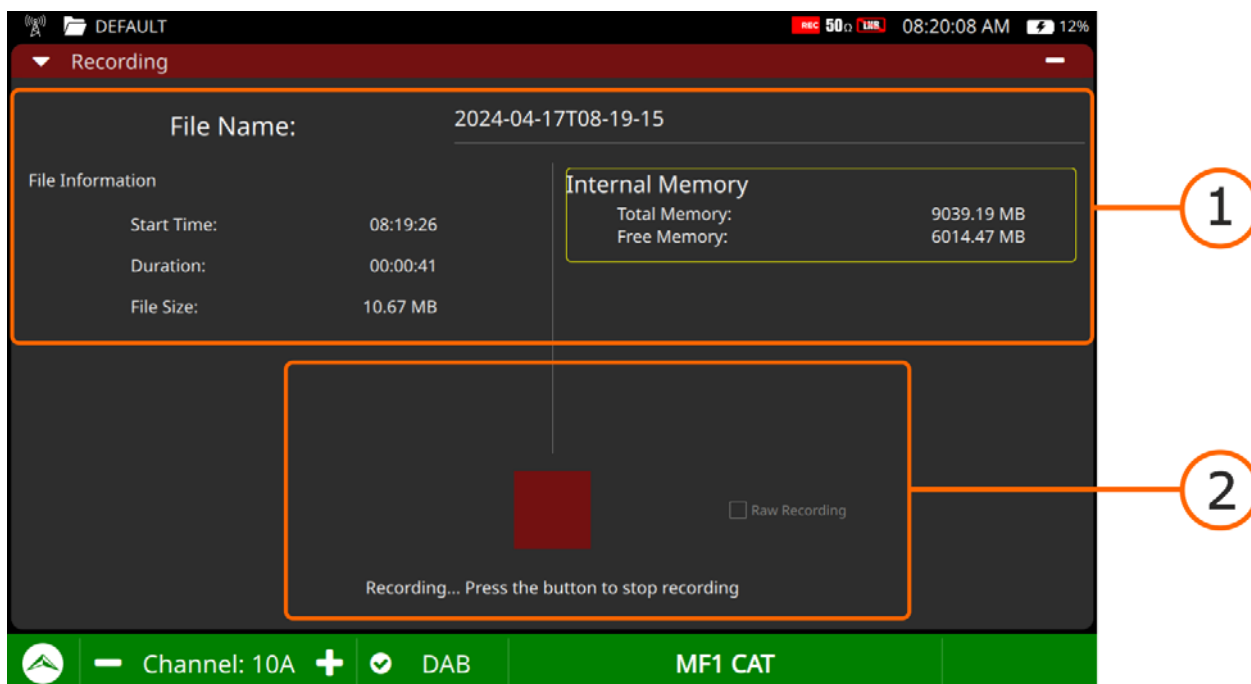 DEFAULT REC 50Ω 08:20:08 AM 12%
Recording
File Name: 2024-04-17T08-19-15
File Information
Internal Memory
Total Memory: 9039.19 MB
Free Memory: 6014.47 MB
Start Time: 08:19:26
Duration: 00:00:41
File Size: 10.67 MB
1
Raw Recording
2
Recording... Press the button to stop recording
Channel: 10A DAB MF1 CAT